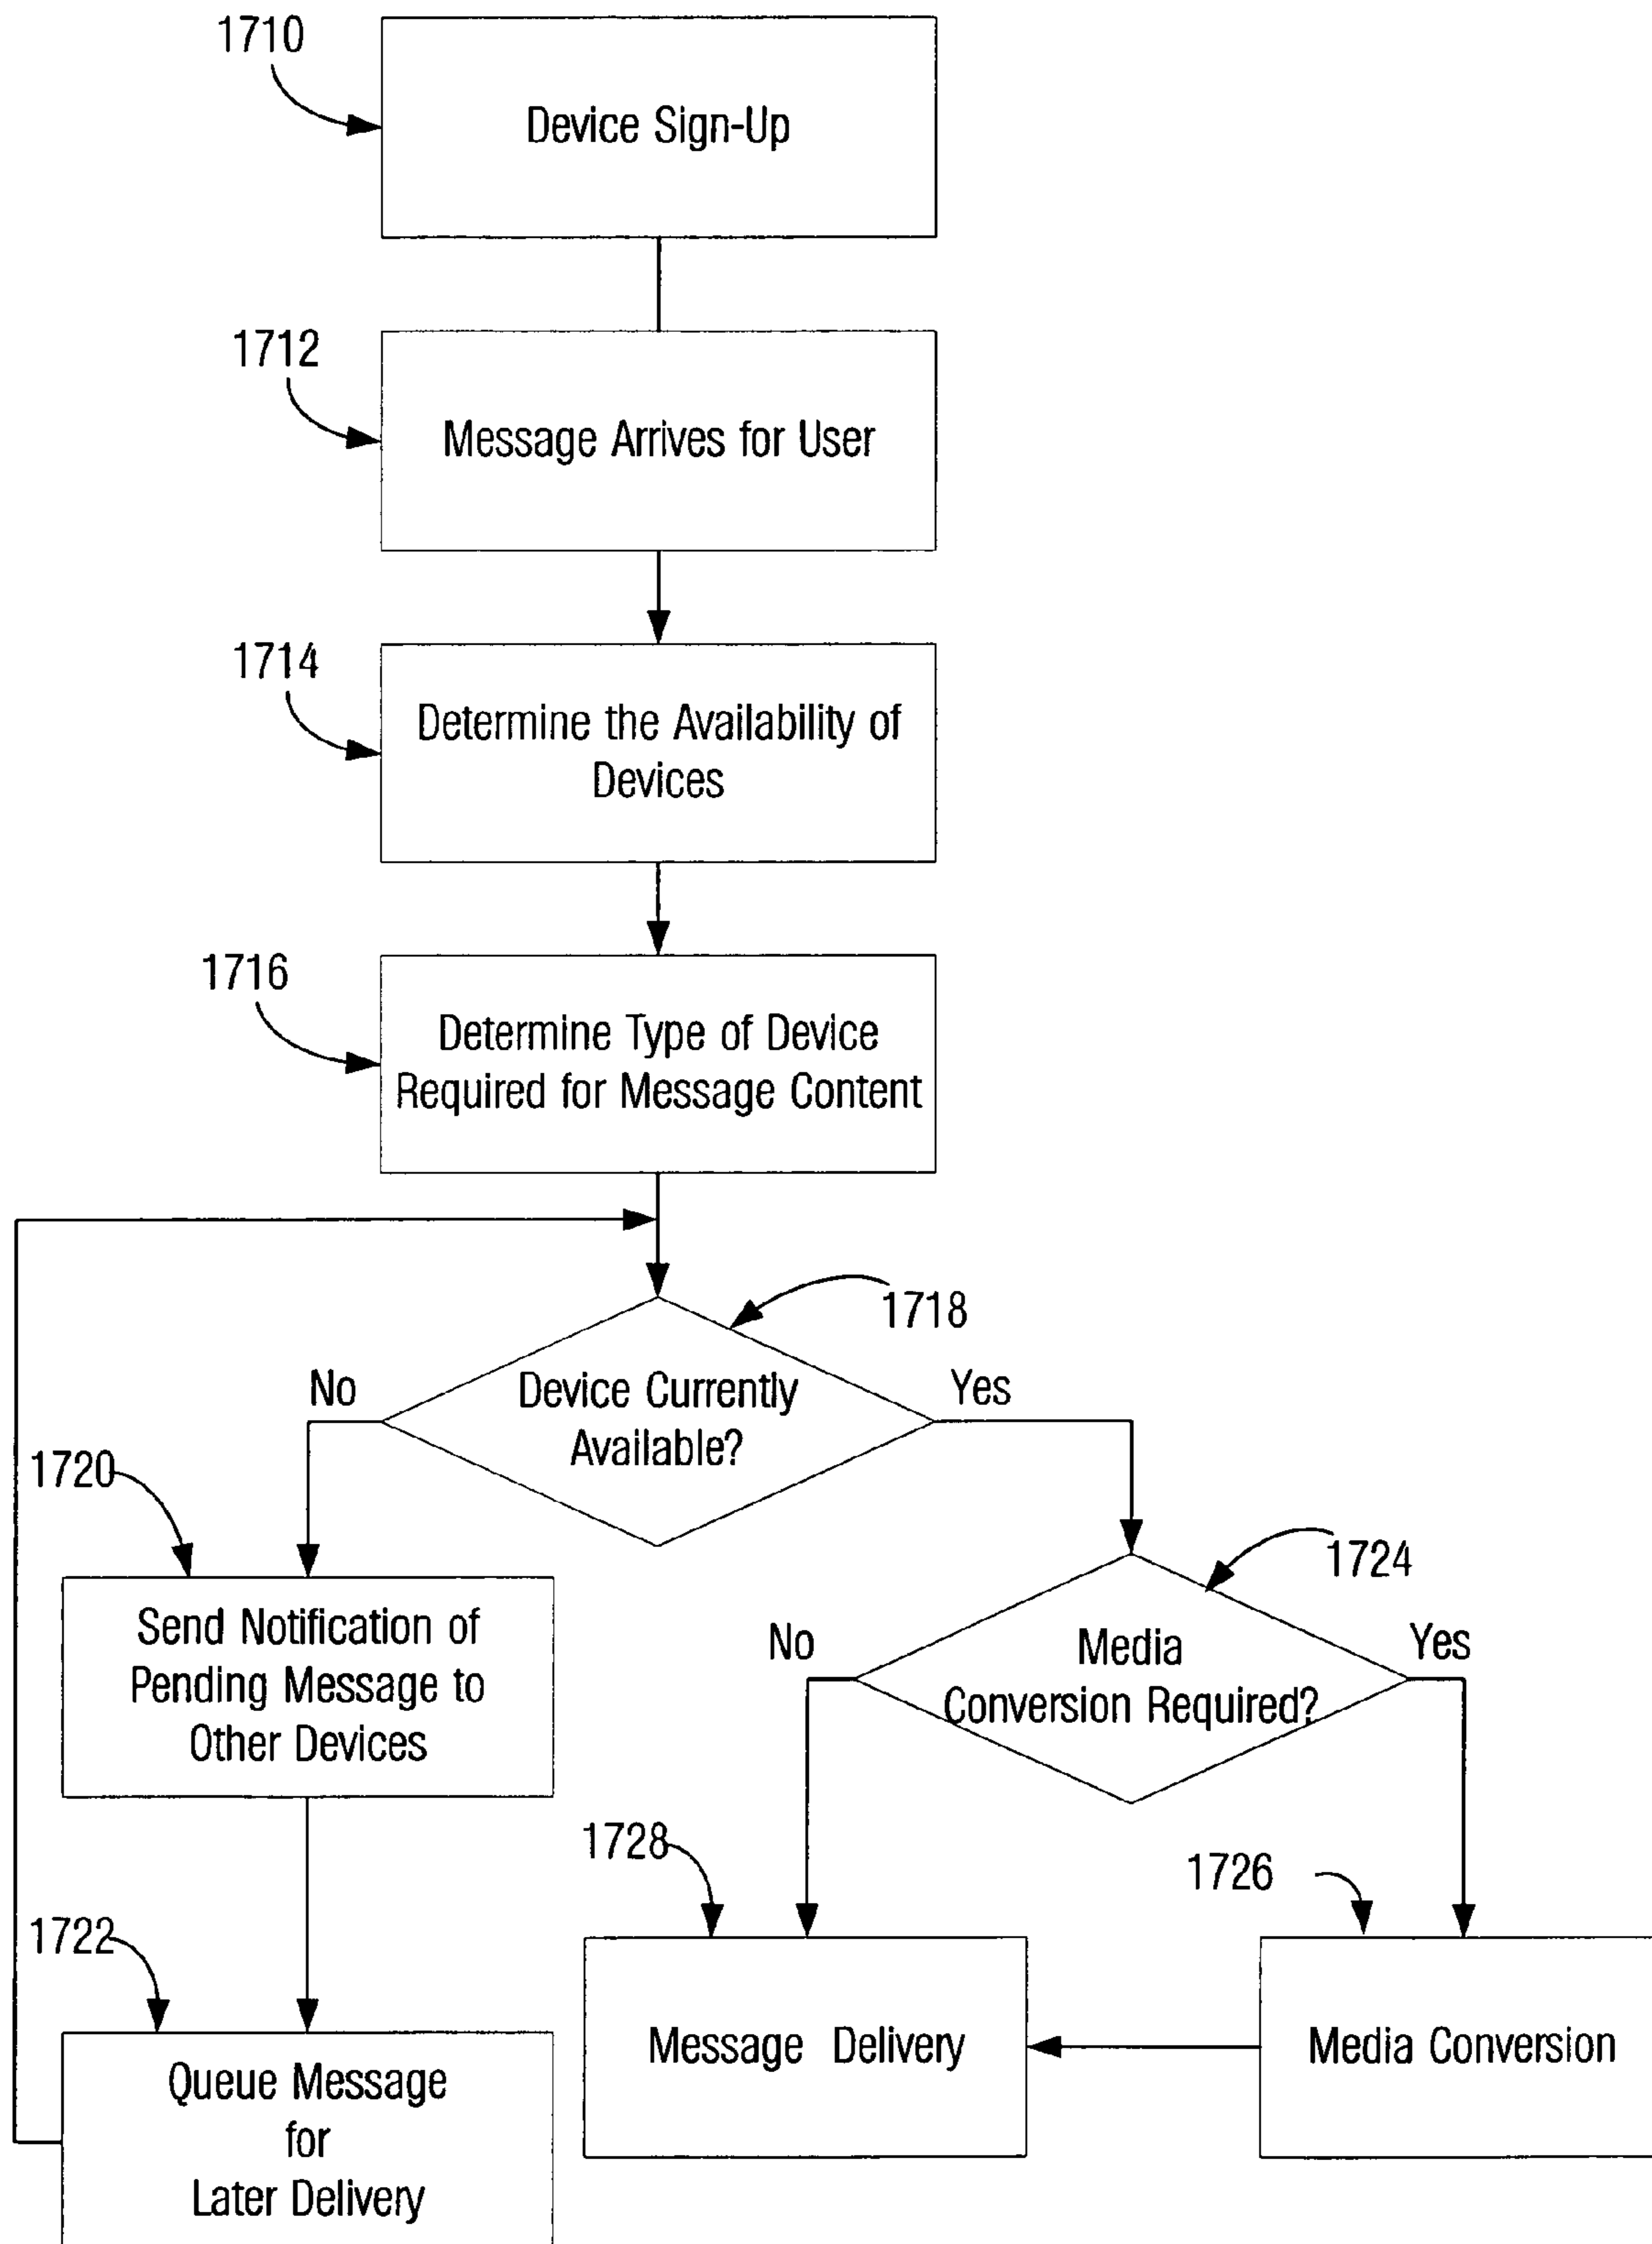 1710
Device Sign-Up
1712
Message Arrives for User
1714
Determine the Availability of
Devices
1716
Determine Type of Device
Required for Message Content
1718
No
Device Currently
Available?
Yes
1720
Send Notification of
Pending Message to
Other Devices
1724
No
Media
Conversion Required?
Yes
1722
Queue Message
for
Later Delivery
1728
Message Delivery
1726
Media Conversion